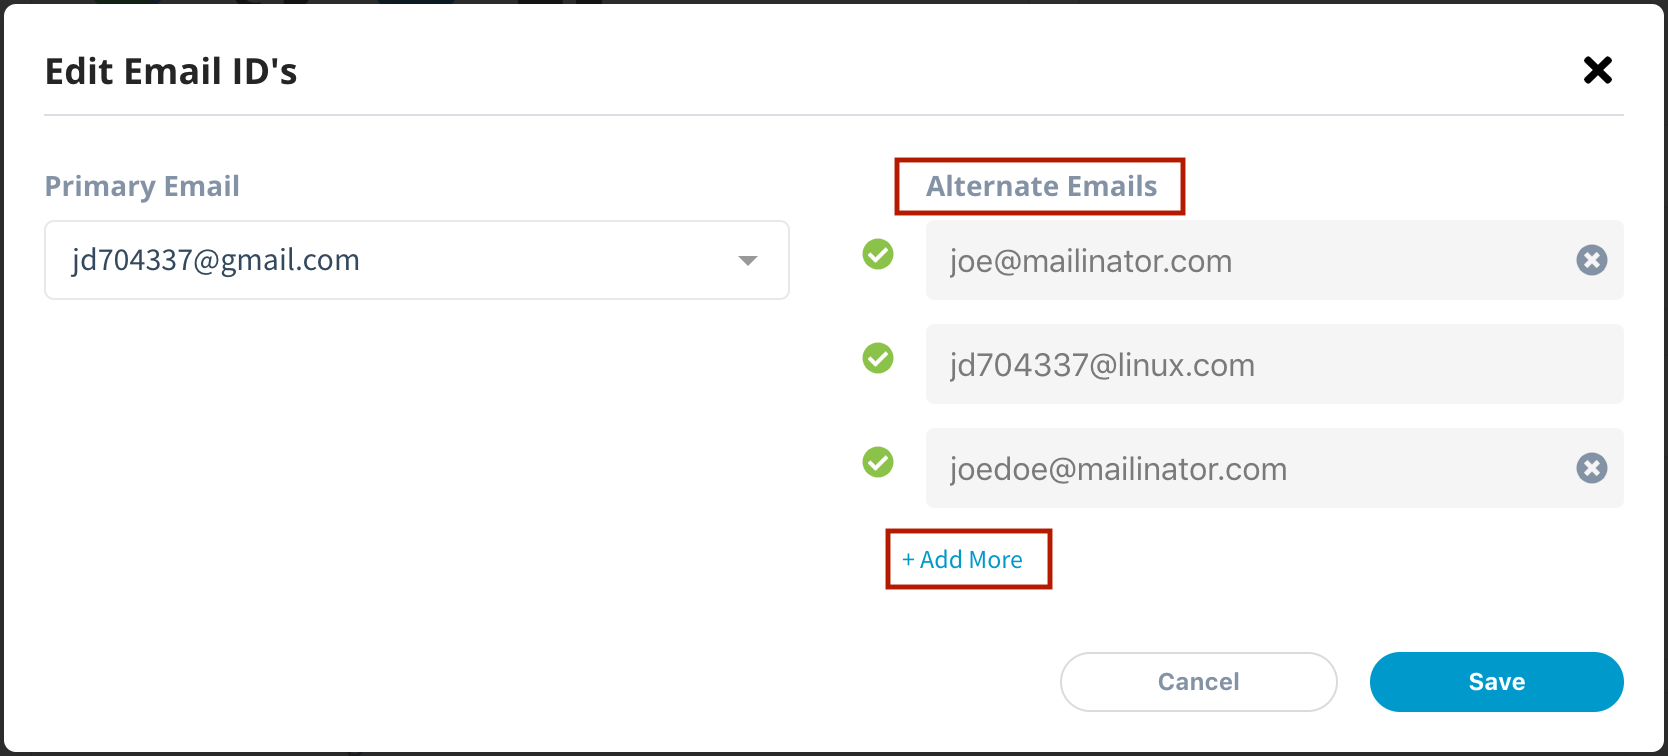 Edit Email ID's
Primary Email
jd704337@gmail.com
Alternate Emails
joe@mailinator.com
jd704337@linux.com
joedoe@mailinator.com
+ Add More
Cancel
Save